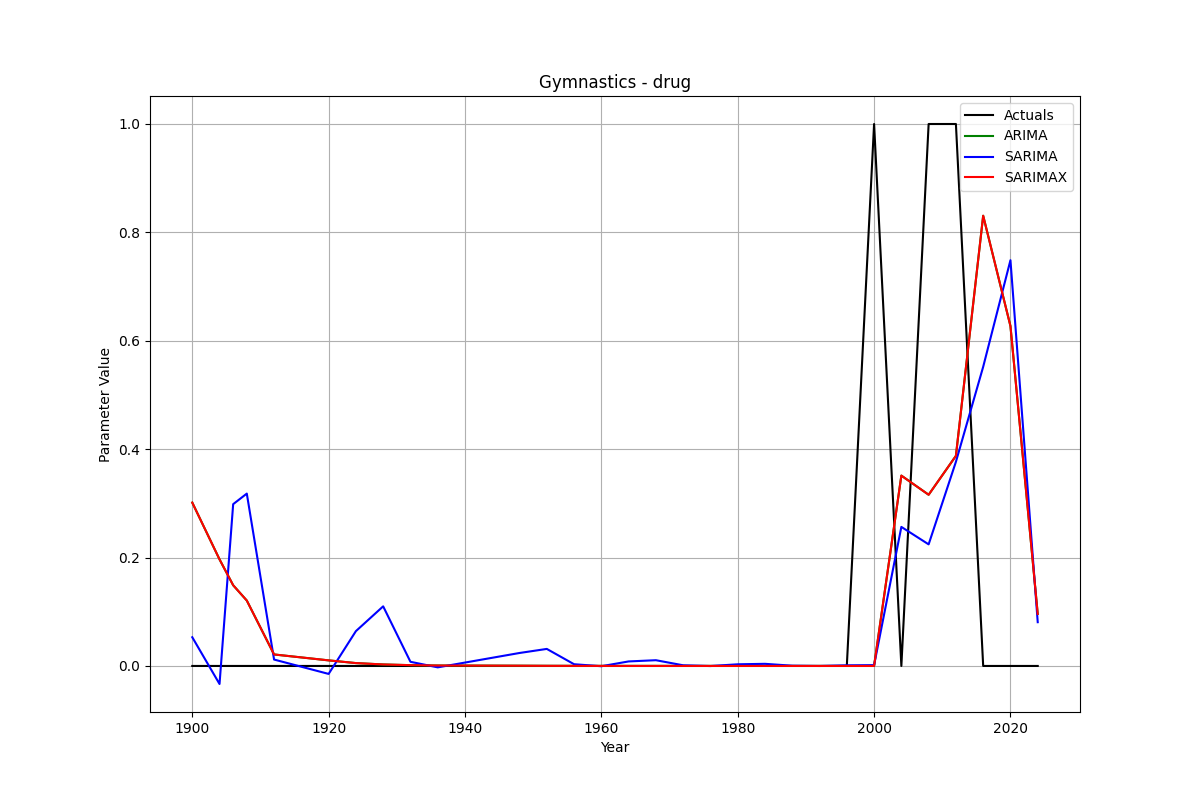 Gymnastics - drug
Actuals
ARIMA
SARIMA
SARIMAX
1.0
0.8
0.6
0.4
0.2
0.0
Parameter Value
1900 1920 1940 1960 1980 2000 2020
Year